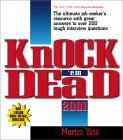 The ultimate job-seeker's
resource with great
answers to over 200
tough interview questions
KNOCK
'em
DEAD
2001
Martin Yate